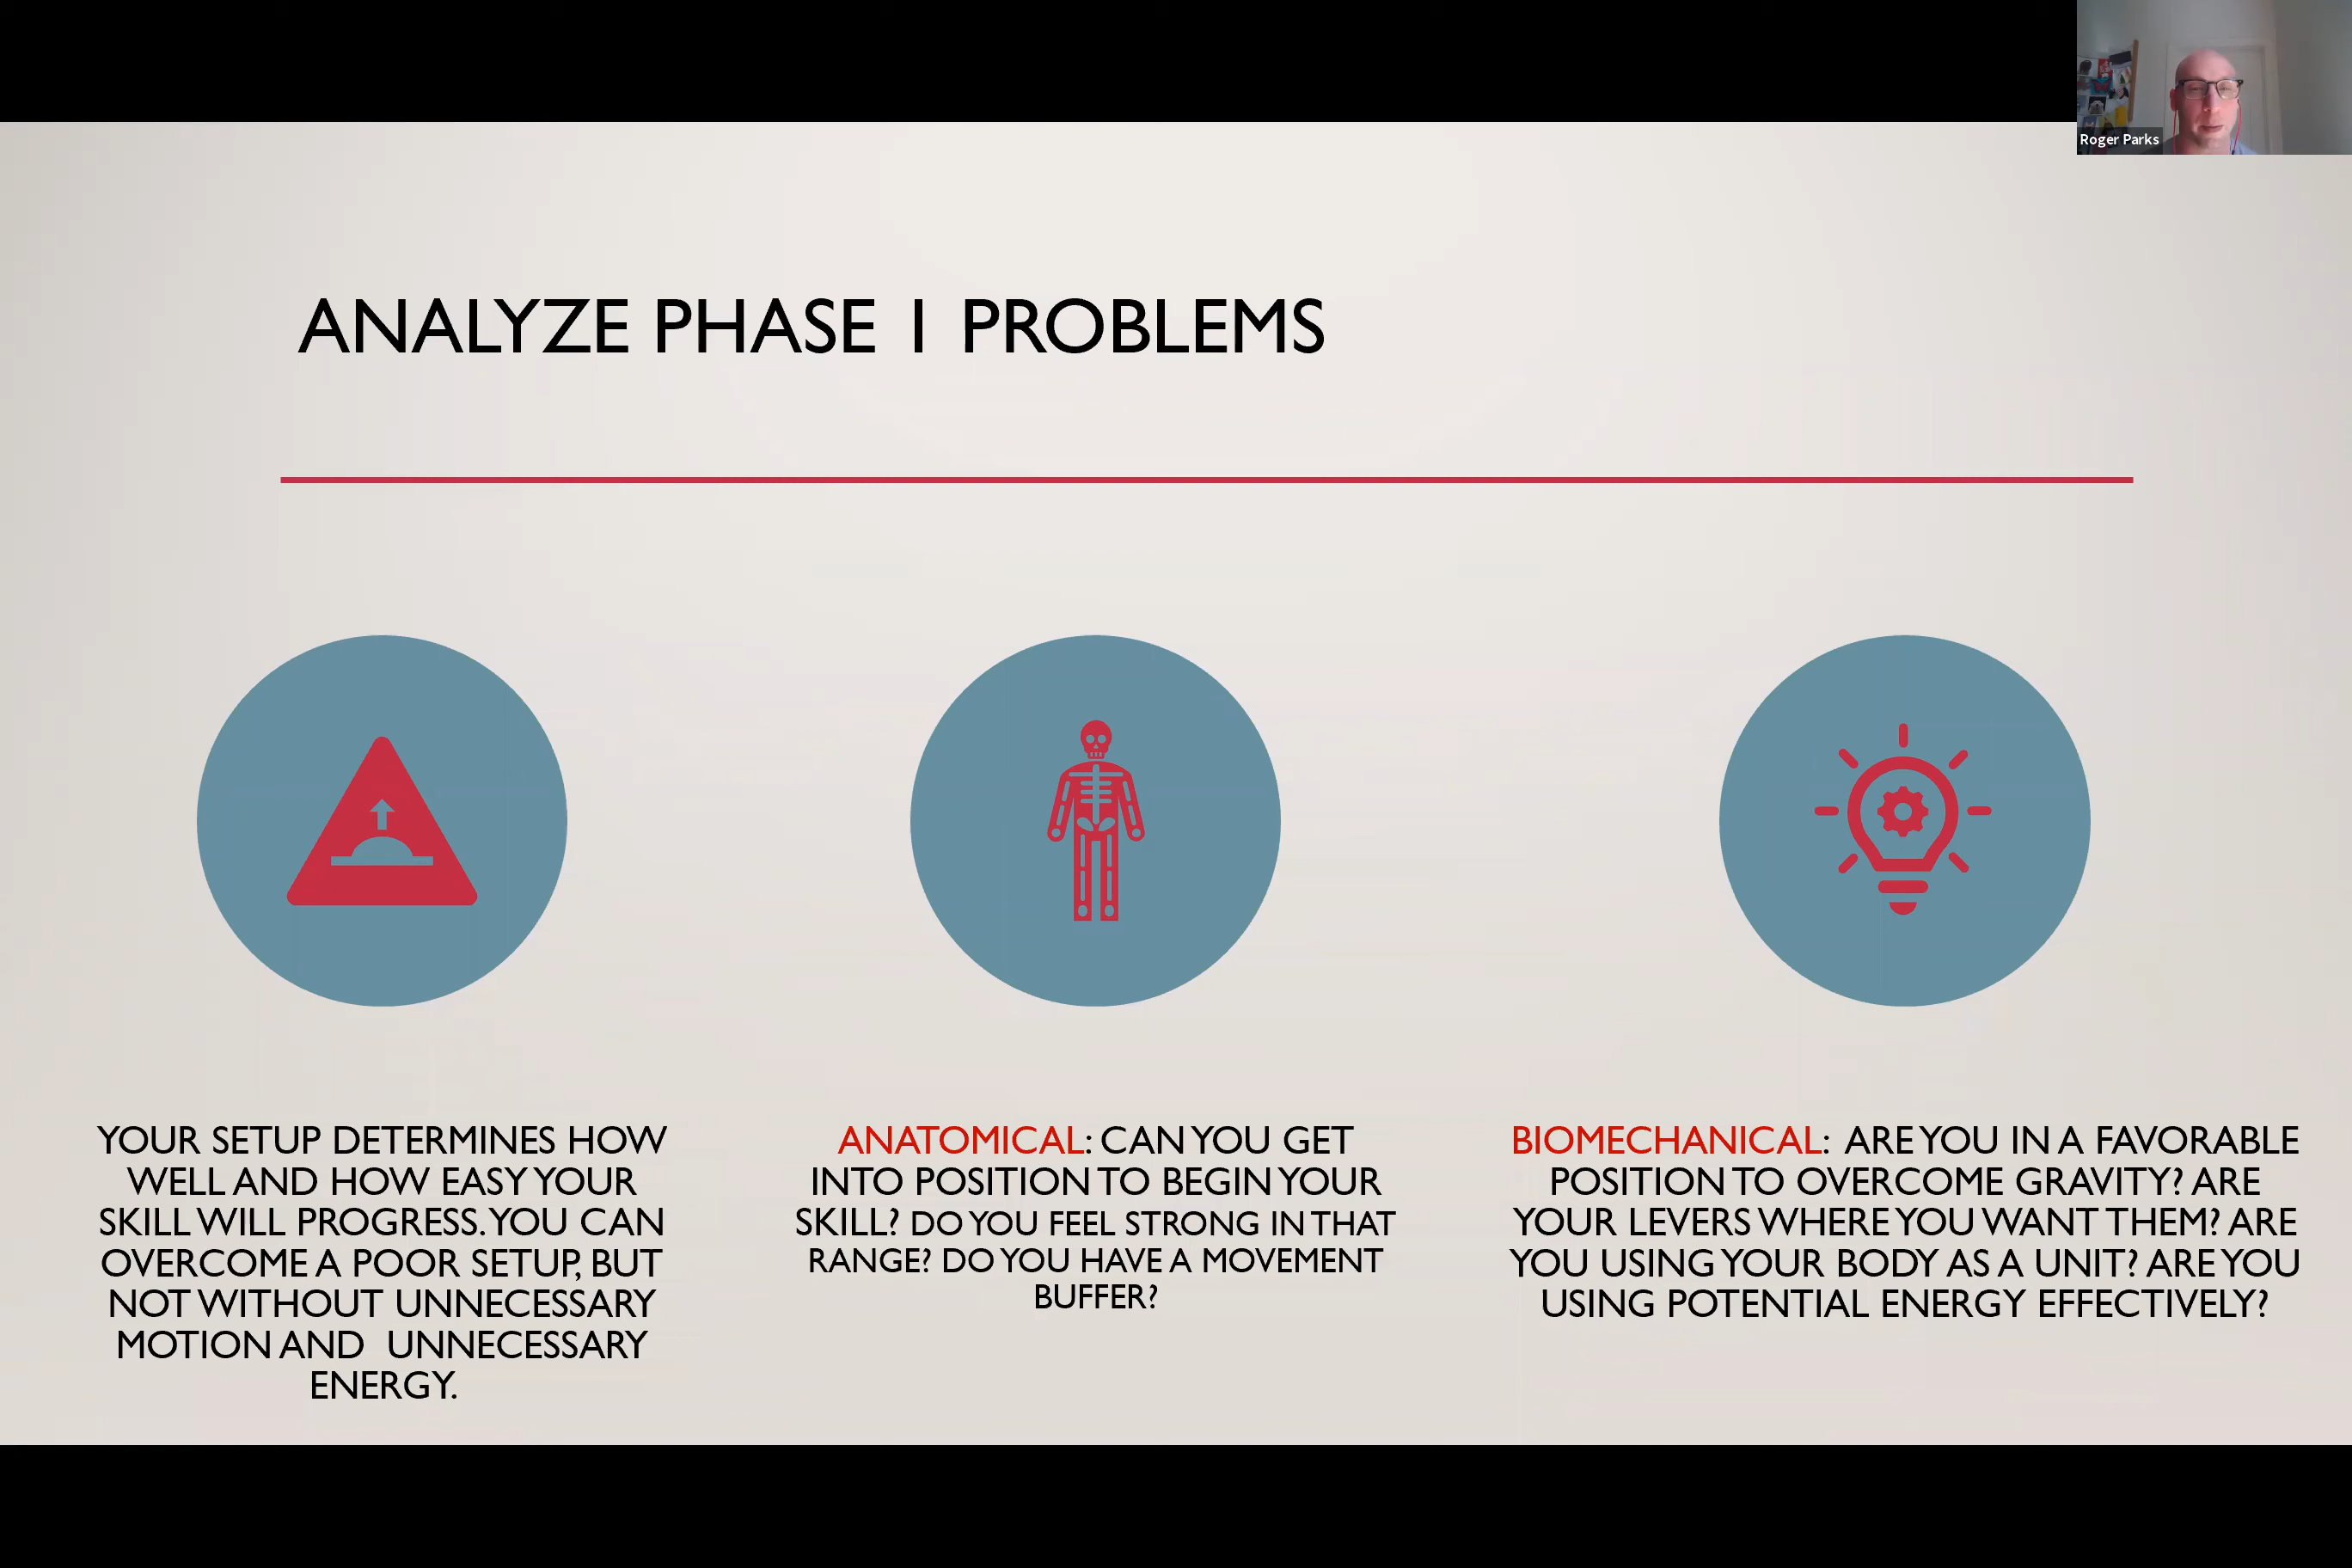 Roger Parks
ANALYZE PHASE 1 PROBLEMS
YOUR SETUP DETERMINES HOW
WELL AND HOW EASY YOUR
SKILL WILL PROGRESS. YOU CAN
OVERCOME A POOR SETUP, BUT
NOT WITHOUT UNNECESSARY
MOTION AND  UNNECESSARY
ENERGY.
ANATOMICAL: CAN YOU GET
INTO POSITION TO BEGIN YOUR
SKILL? DO YOU FEEL STRONG IN THAT
RANGE? DO YOU HAVE A MOVEMENT
BUFFER?
BIOMECHANICAL:  ARE YOU IN A FAVORABLE
POSITION TO OVERCOME GRAVITY? ARE
YOUR LEVERS WHERE YOU WANT THEM? ARE
YOU USING YOUR BODY AS A UNIT? ARE YOU
USING POTENTIAL ENERGY EFFECTIVELY?